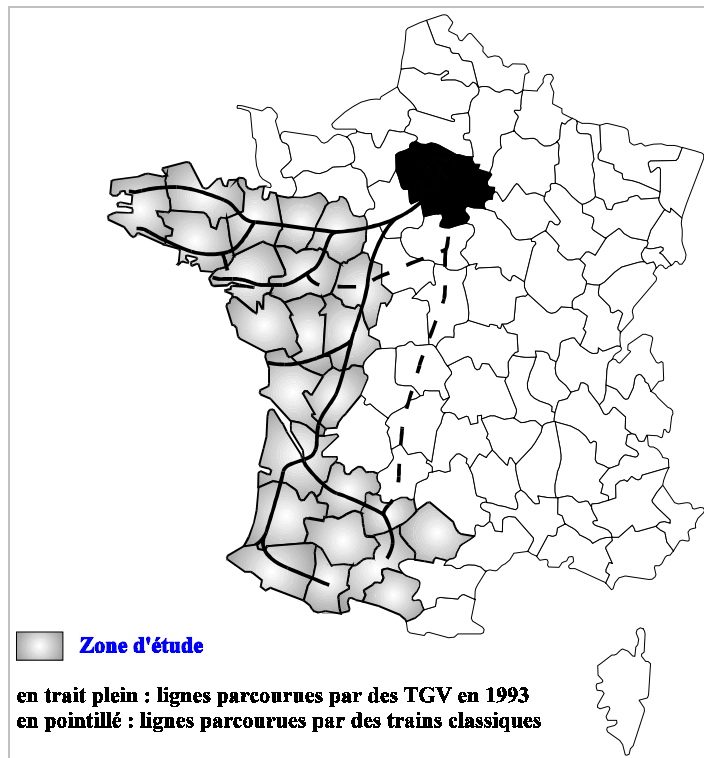 Zone d'étude
en trait plein : lignes parcourues par des TGV en 1993
en pointillé : lignes parcourues par des trains classiques